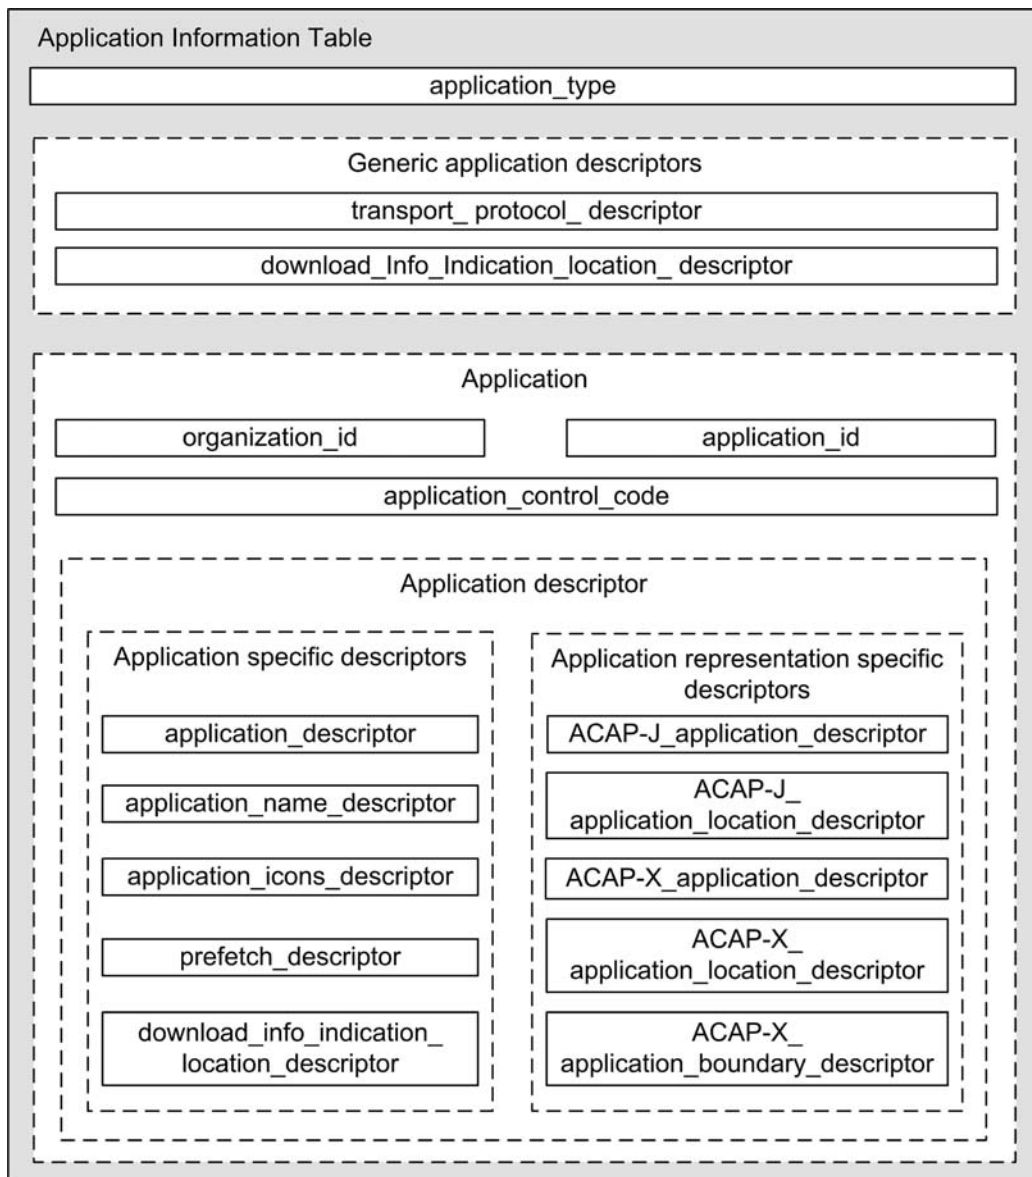 Application Information Table
application_type
Generic application descriptors
transport_ protocol_ descriptor
download_Info_Indication_location_ descriptor
Application
organization_id
application_id
application_control_code
Application descriptor
Application specific descriptors
application_descriptor
application_name_descriptor
application_icons_descriptor
prefetch_descriptor
download_info_indication_
location_descriptor
Application representation specific
descriptors
ACAP-J_application_descriptor
ACAP-J_
application_location_descriptor
ACAP-X_application_descriptor
ACAP-X_
application_location_descriptor
ACAP-X_
application_boundary_descriptor